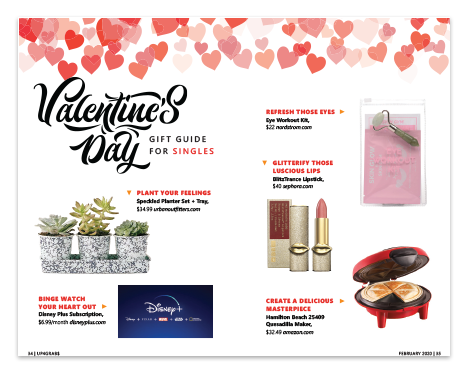 Valentine's
Day
GIFT GUIDE
FOR SINGLES
REFRESH THOSE EYES
Eye Workout Kit,
$22 nordstrom.com
GLITTERIFY THOSE
LUSCIOUS LIPS
BlitzTrance Lipstick,
$40 sephora.com
PLANT YOUR FEELINGS
Speckled Planter Set + Tray,
$34.99 urbanoutfitters.com
BINGE WATCH
YOUR HEART OUT
Disney Plus Subscription,
$6.99/month disneyplus.com
Disney+
CREATE A DELICIOUS
MASTERPIECE
Hamilton Beach 25409
Quesadilla Maker,
$32.49 amazon.com
34 | UP4GRAB$
FEBRUARY 2020 | 35